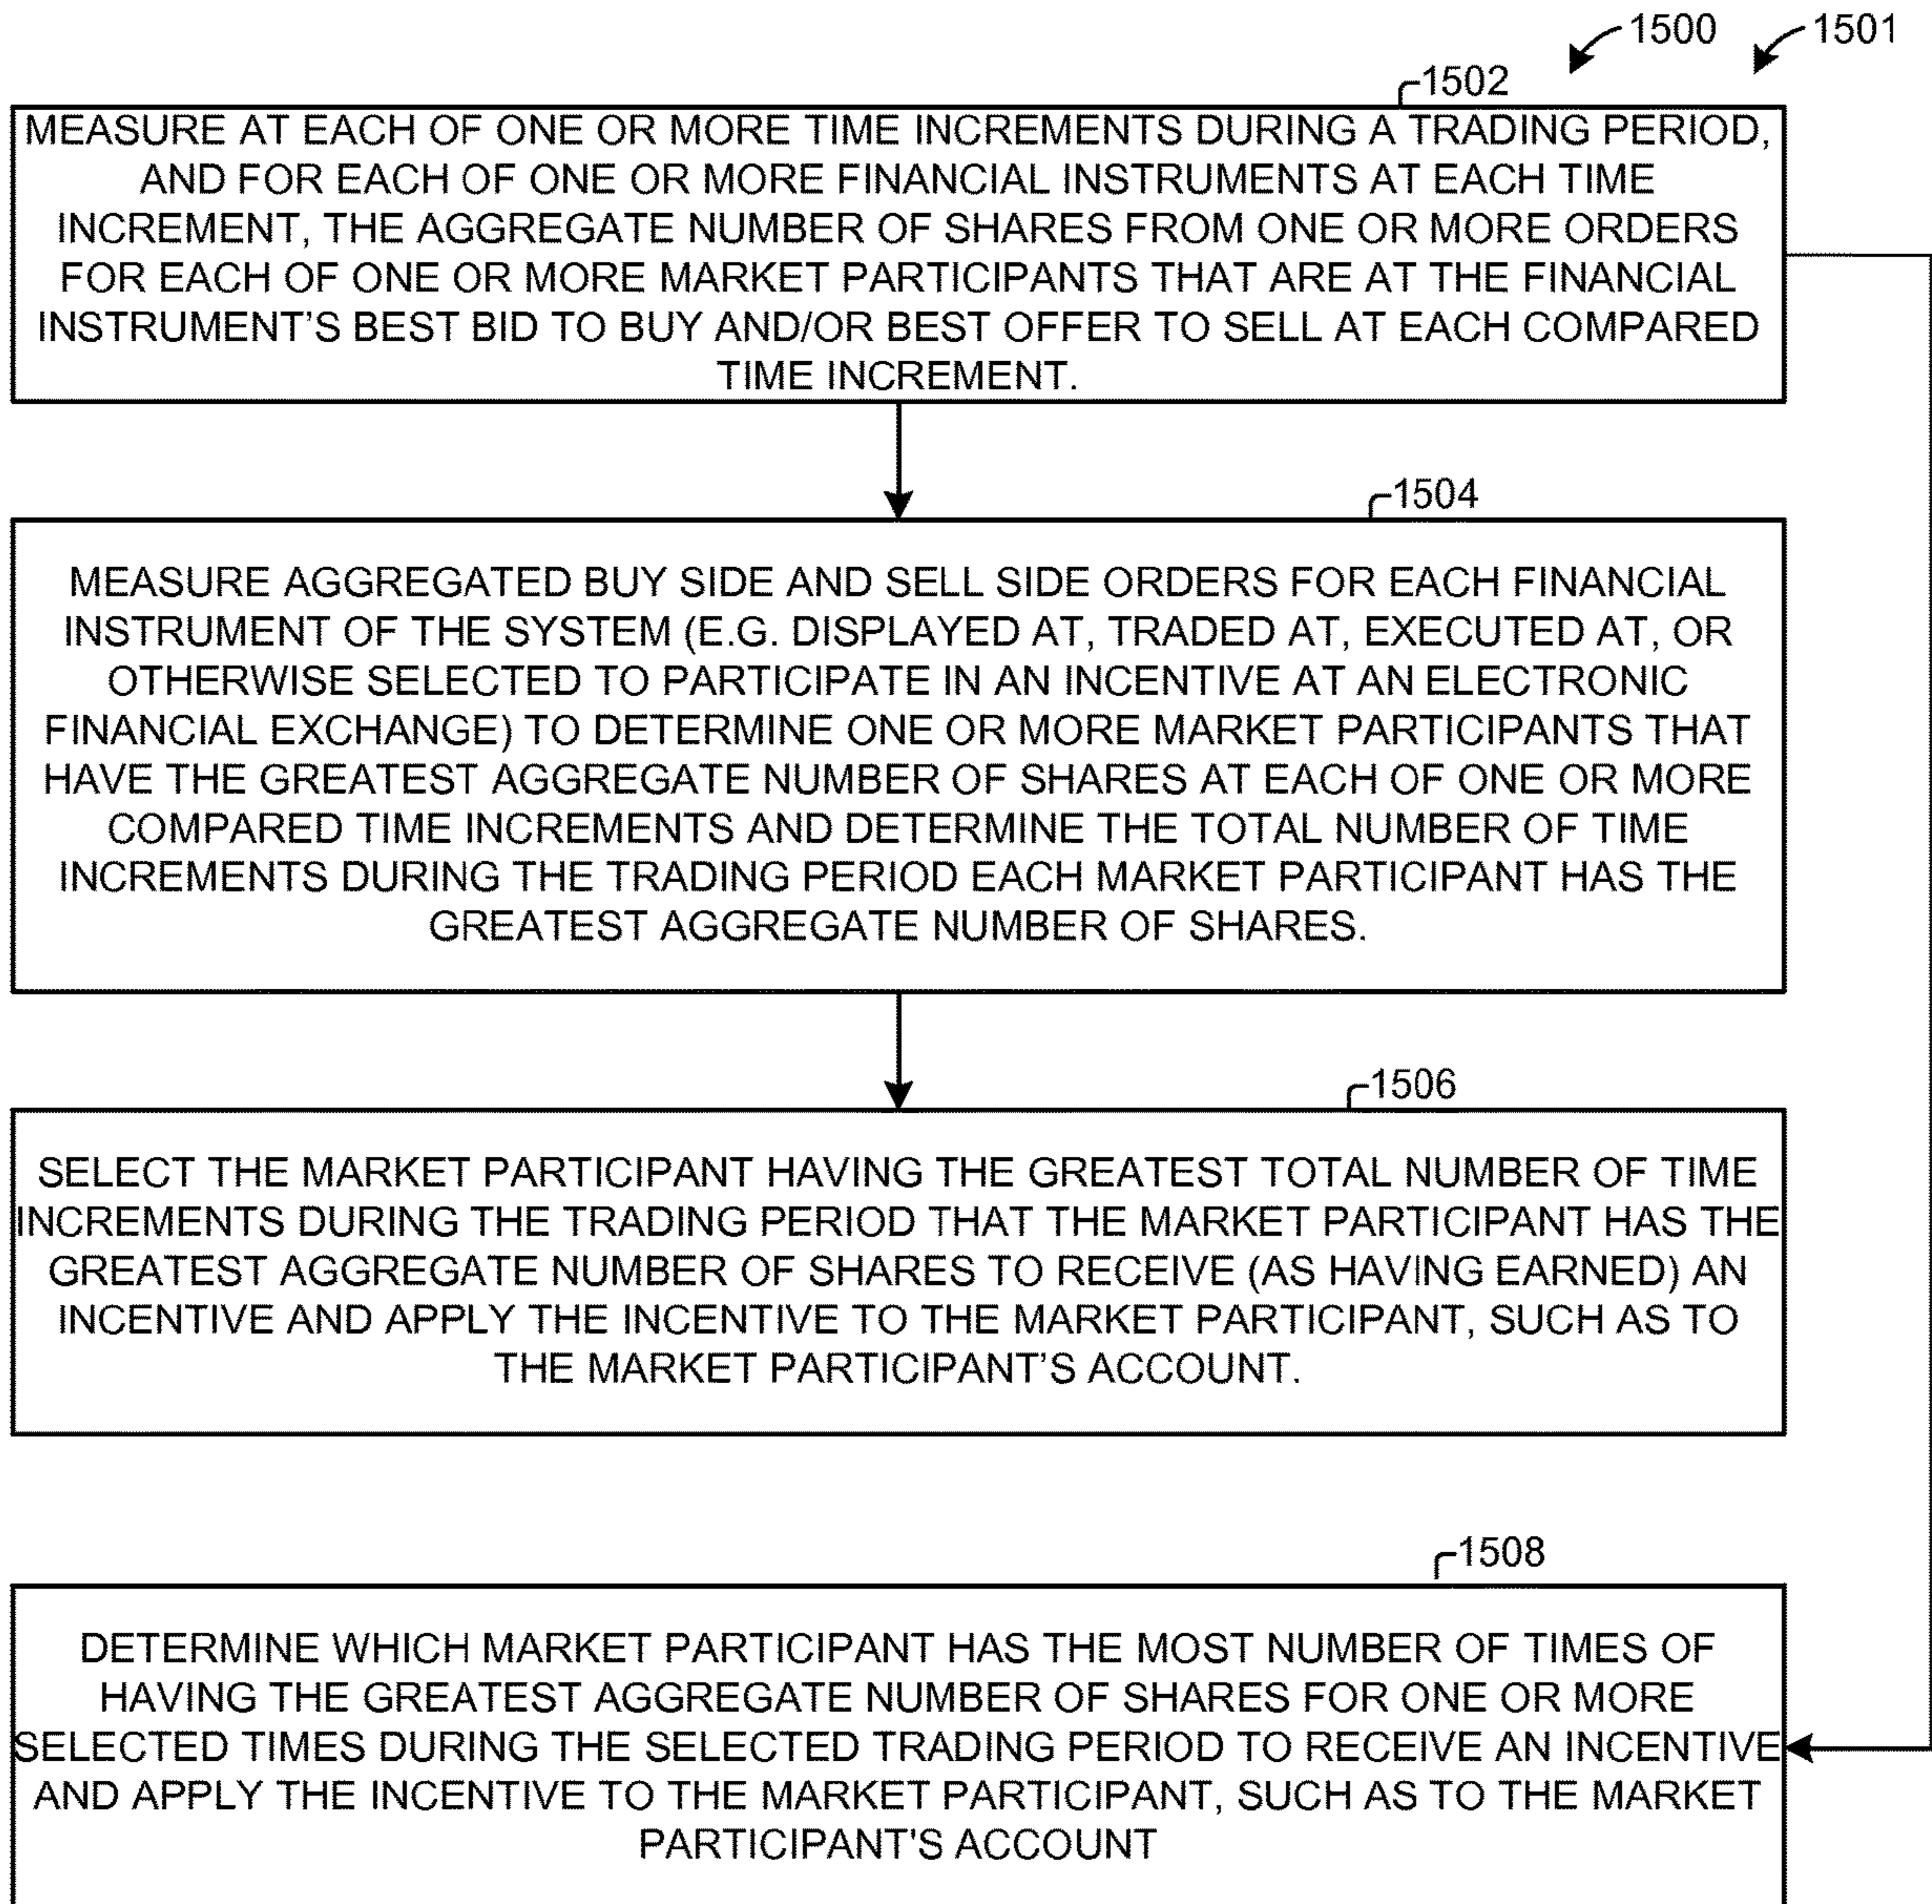 1500
1501
1502
MEASURE AT EACH OF ONE OR MORE TIME INCREMENTS DURING A TRADING PERIOD,
AND FOR EACH OF ONE OR MORE FINANCIAL INSTRUMENTS AT EACH TIME
INCREMENT, THE AGGREGATE NUMBER OF SHARES FROM ONE OR MORE ORDERS
FOR EACH OF ONE OR MORE MARKET PARTICIPANTS THAT ARE AT THE FINANCIAL
INSTRUMENT'S BEST BID TO BUY AND/OR BEST OFFER TO SELL AT EACH COMPARED
TIME INCREMENT.
1504
MEASURE AGGREGATED BUY SIDE AND SELL SIDE ORDERS FOR EACH FINANCIAL
INSTRUMENT OF THE SYSTEM (E.G. DISPLAYED AT, TRADED AT, EXECUTED AT, OR
OTHERWISE SELECTED TO PARTICIPATE IN AN INCENTIVE AT AN ELECTRONIC
FINANCIAL EXCHANGE) TO DETERMINE ONE OR MORE MARKET PARTICIPANTS THAT
HAVE THE GREATEST AGGREGATE NUMBER OF SHARES AT EACH OF ONE OR MORE
COMPARED TIME INCREMENTS AND DETERMINE THE TOTAL NUMBER OF TIME
INCREMENTS DURING THE TRADING PERIOD EACH MARKET PARTICIPANT HAS THE
GREATEST AGGREGATE NUMBER OF SHARES.
1506
SELECT THE MARKET PARTICIPANT HAVING THE GREATEST TOTAL NUMBER OF TIME
INCREMENTS DURING THE TRADING PERIOD THAT THE MARKET PARTICIPANT HAS THE
GREATEST AGGREGATE NUMBER OF SHARES TO RECEIVE (AS HAVING EARNED) AN
INCENTIVE AND APPLY THE INCENTIVE TO THE MARKET PARTICIPANT, SUCH AS TO
THE MARKET PARTICIPANT'S ACCOUNT.
1508
DETERMINE WHICH MARKET PARTICIPANT HAS THE MOST NUMBER OF TIMES OF
HAVING THE GREATEST AGGREGATE NUMBER OF SHARES FOR ONE OR MORE
SELECTED TIMES DURING THE SELECTED TRADING PERIOD TO RECEIVE AN INCENTIVE
AND APPLY THE INCENTIVE TO THE MARKET PARTICIPANT, SUCH AS TO THE MARKET
PARTICIPANT'S ACCOUNT